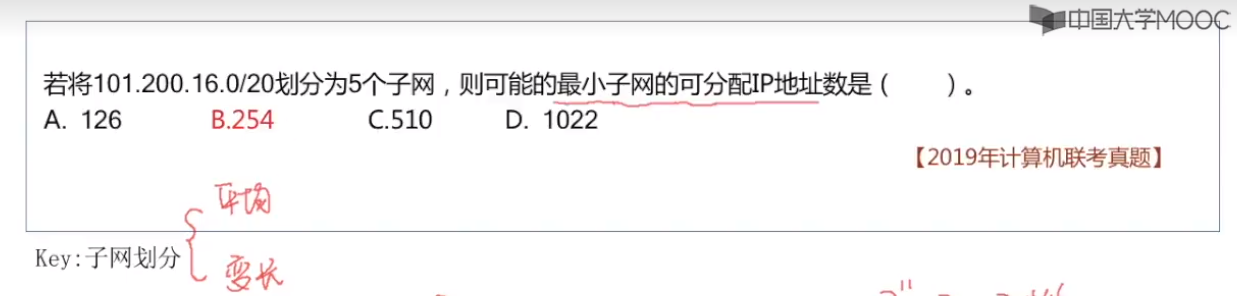 中国大学MOOC
若将101.200.16.0/20划分为5个子网，则可能的最小子网的可分配IP地址数是（ ）。
A. 126 B.254 C.510 D. 1022
【2019年计算机联考真题】
平均
Key:子网划分
变长